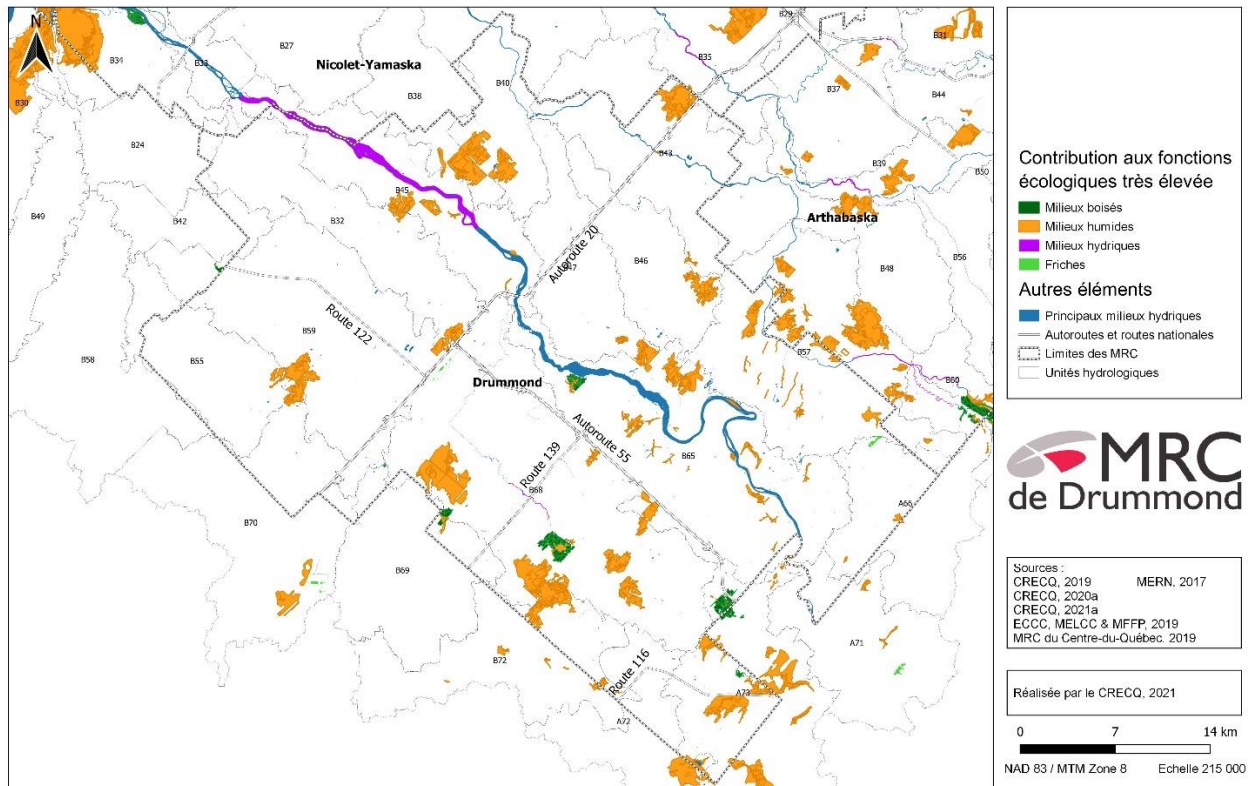 N
B29
B31
B27
B34
B33
B35
Nicolet-Yamaska
B40
B37
B44
B38
B30
B24
B43
B39
B50
B49
B45
B42
B32
Arthabaska
Autoroute 20
B47
B46
B48
B56
Route 122
B59
B58
B55
B57
Drummond
B60
Autoroute 55
B65
Route 139
B68
A66
B70
B69
A71
B72
Route 116
A73
A72
Contribution aux fonctions
écologiques très élevée
Milieux boisés
Milieux humides
Milieux hydriques
Friches
Autres éléments
Principaux milieux hydriques
Autoroutes et routes nationales
Limites des MRC
Unités hydrologiques
MRC
de Drummond
Sources :
CRECQ, 2019 MERN, 2017
CRECQ, 2020a
CRECQ, 2021a
ECCC, MELCC & MFFP, 2019
MRC du Centre-du-Québec. 2019
Réalisée par le CRECQ, 2021
0 7 14 km
NAD 83 / MTM Zone 8 Echelle 215 000